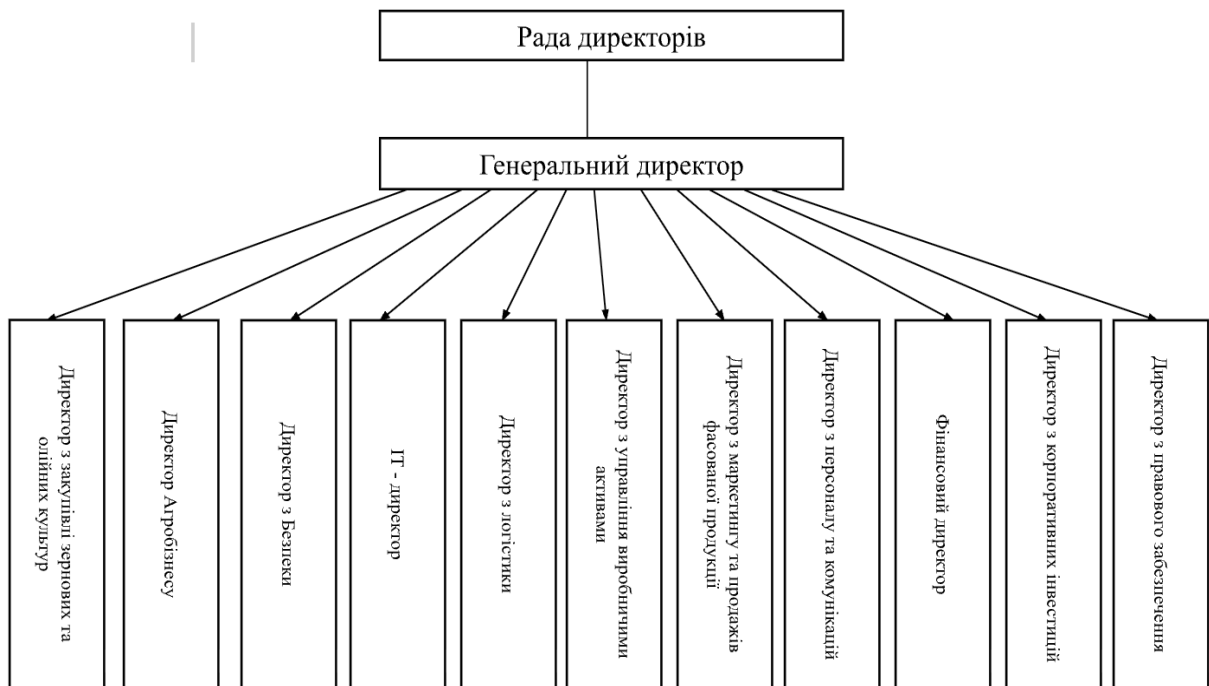 Рада директорів
Генеральний директор
Директор з закупівлі зернових та
олійних культур
Директор Агробізнесу
Директор з Безпеки
ІТ - директор
Директор з логістики
Директор з управління виробничими
активами
Директор з маркетингу та продажів
фасованої продукції
Директор з персоналу та комунікацій
Фінансовий директор
Директор з корпоративних інвестицій
Директор з правового забезпечення